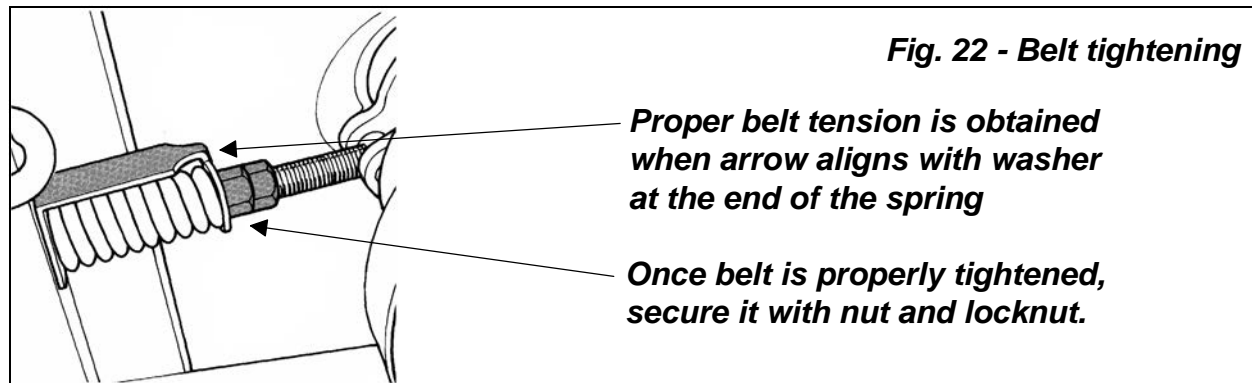 Fig. 22 - Belt tightening
Proper belt tension is obtained
when arrow aligns with washer
at the end of the spring
Once belt is properly tightened,
secure it with nut and locknut.